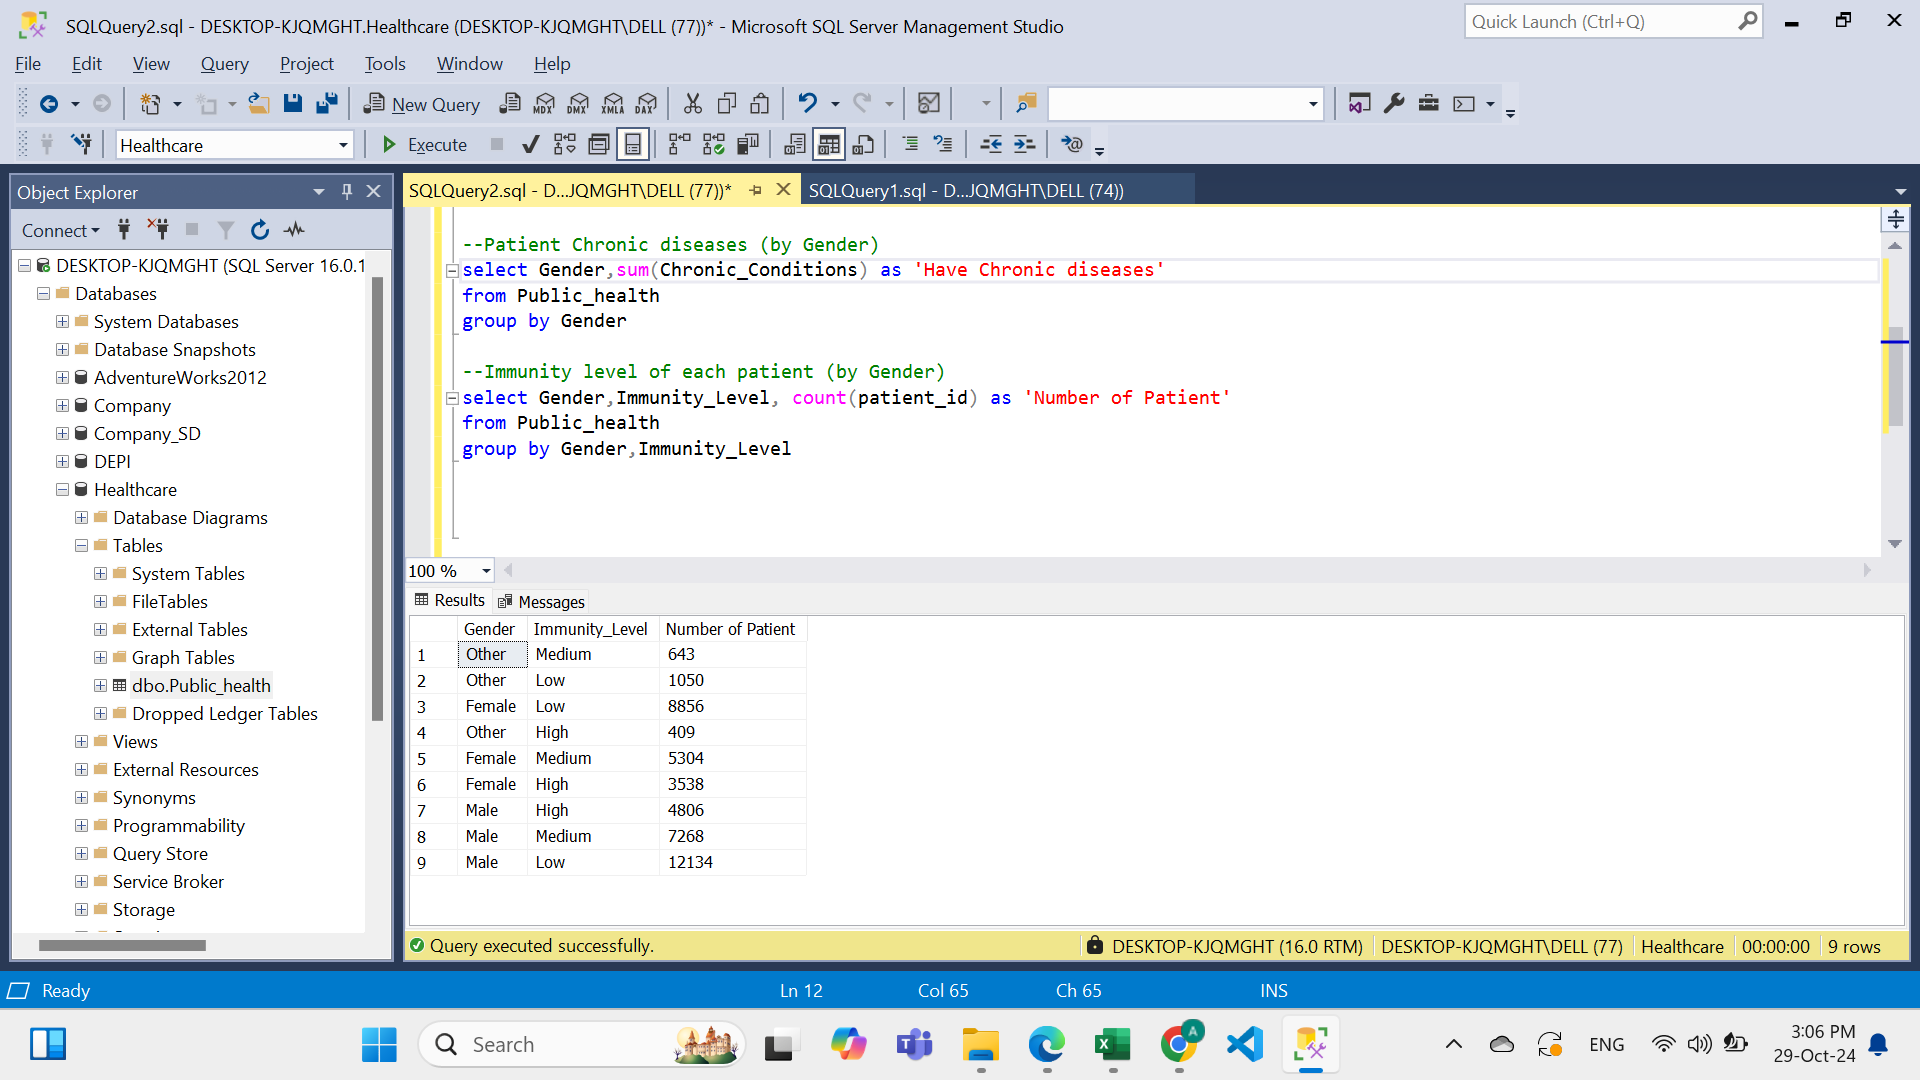 SQLQuery2.sql - DESKTOP-KJQMGHT.Healthcare (DESKTOP-KJQMGHT\DELL (77))* - Microsoft SQL Server Management Studio
Quick Launch (Ctrl+Q)
File Edit View Query Project Tools Window Help
New Query MDX DMX XMLA DAX
Healthcare
Execute
Object Explorer
SQLQuery2.sql - D...JQMGHT\DELL (77))*
SQLQuery1.sql - D...JQMGHT\DELL (74))
Connect
DESKTOP-KJQMGHT (SQL Server 16.0.1
Databases
System Databases
Database Snapshots
AdventureWorks2012
Company
Company_SD
DEPI
Healthcare
Database Diagrams
Tables
System Tables
FileTables
External Tables
Graph Tables
dbo.Public_health
Dropped Ledger Tables
Views
External Resources
Synonyms
Programmability
Query Store
Service Broker
Storage
--Patient Chronic diseases (by Gender)
select Gender,sum(Chronic_Conditions) as 'Have Chronic diseases'
from Public_health
group by Gender
--Immunity level of each patient (by Gender)
select Gender,Immunity_Level, count(patient_id) as 'Number of Patient'
from Public_health
group by Gender,Immunity_Level
100 %
Results Messages
Gender Immunity_Level Number of Patient
1 Other Medium 643
2 Other Low 1050
3 Female Low 8856
4 Other High 409
5 Female Medium 5304
6 Female High 3538
7 Male High 4806
8 Male Medium 7268
9 Male Low 12134
Query executed successfully.
DESKTOP-KJQMGHT (16.0 RTM) DESKTOP-KJQMGHT\DELL (77) Healthcare 00:00:00 9 rows
Ready Ln 12 Col 65 Ch 65 INS
Search
A
ENG
3:06 PM
29-Oct-24